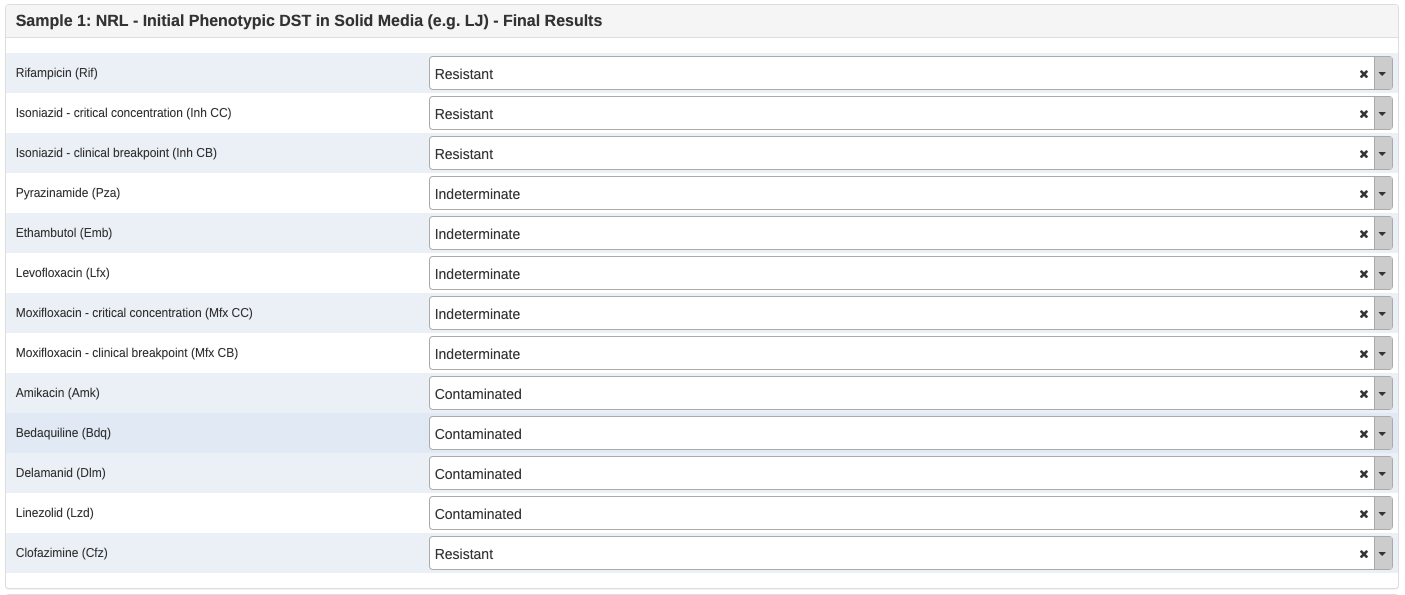 Sample 1: NRL - Initial Phenotypic DST in Solid Media (e.g. LJ) - Final Results
Rifampicin (Rif) Resistant
Isoniazid - critical concentration (Inh CC) Resistant
Isoniazid - clinical breakpoint (Inh CB) Resistant
Pyrazinamide (Pza) Indeterminate
Ethambutol (Emb) Indeterminate
Levofloxacin (Lfx) Indeterminate
Moxifloxacin - critical concentration (Mfx CC) Indeterminate
Moxifloxacin - clinical breakpoint (Mfx CB) Indeterminate
Amikacin (Amk) Contaminated
Bedaquiline (Bdq) Contaminated
Delamanid (Dlm) Contaminated
Linezolid (Lzd) Contaminated
Clofazimine (Cfz) Resistant